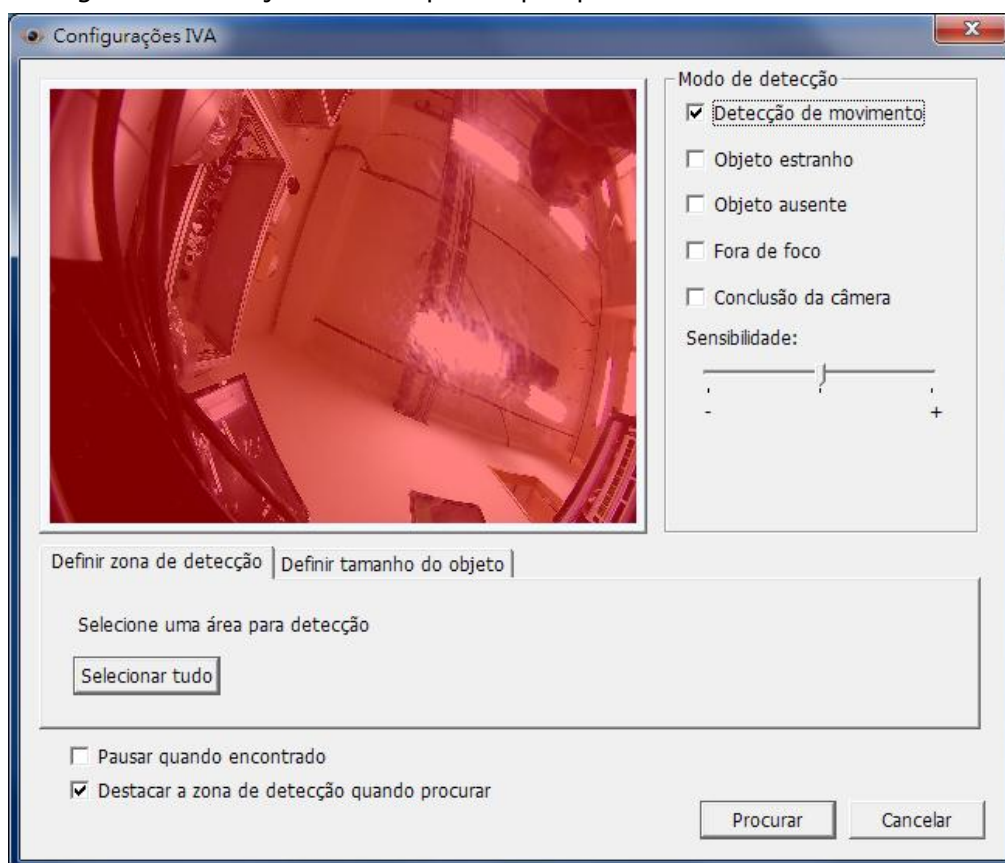 Configurações IVA
Modo de detecção
Detecção de movimento
Objeto estranho
Objeto ausente
Fora de foco
Conclusão da câmera
Sensibilidade:
- +
Definir zona de detecção Definir tamanho do objeto
Selecione uma área para detecção
Selecionar tudo
Pausar quando encontrado
Destacar a zona de detecção quando procurar
Procurar Cancelar